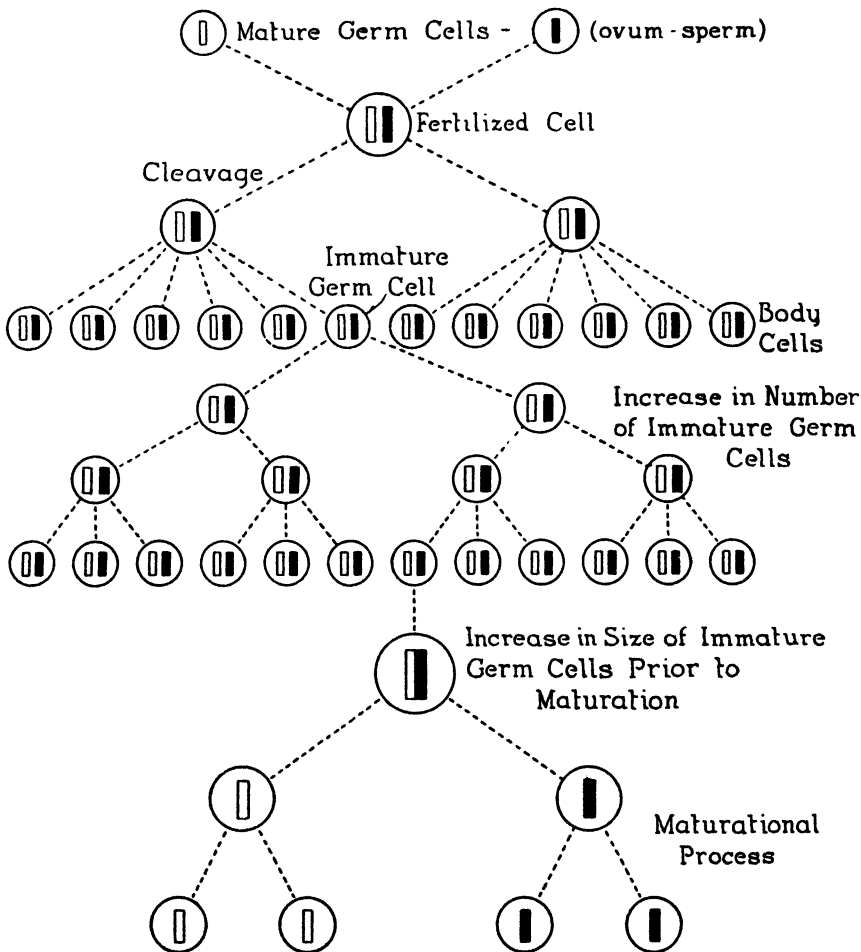 Mature Germ Cells - (ovum - sperm)
Fertilized Cell
Cleavage
Immature
Germ Cell
Body
Cells
Increase in Number
of Immature Germ
Cells
Increase in Size of Immature
Germ Cells Prior to
Maturation
Maturational
Process